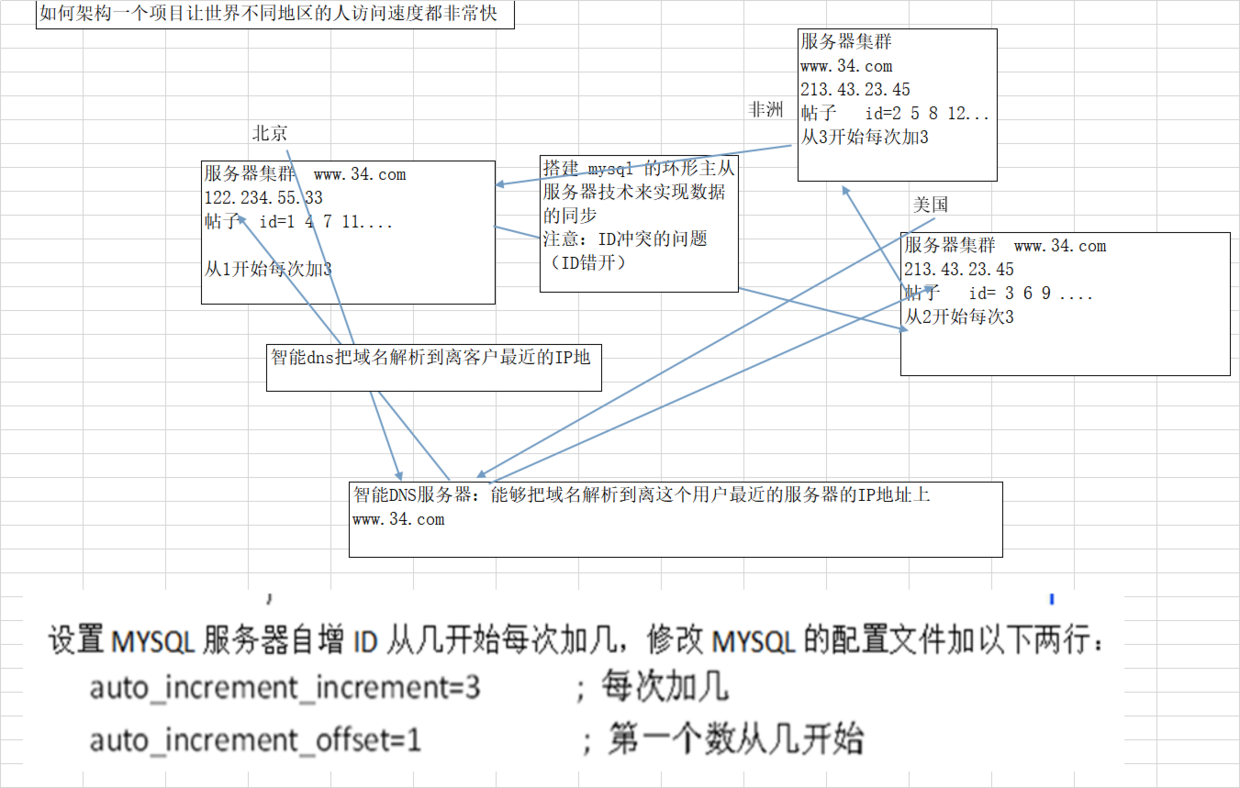 如何架构一个项目让世界不同地区的人访问速度都非常快
服务器集群
www.34.com
213.43.23.45
帖子 id=2 5 8 12...
从3开始每次加3
非洲
北京
服务器集群 www.34.com
122.234.55.33
帖子 id=1 4 7 11....
从1开始每次加3
搭建 mysql 的环形主从
服务器技术来实现数据
的同步
注意：ID冲突的问题
（ID错开）
美国
服务器集群 www.34.com
213.43.23.45
帖子 id= 3 6 9 ....
从2开始每次3
智能dns把域名解析到离客户最近的IP地
智能DNS服务器：能够把域名解析到离这个用户最近的服务器的IP地址上
www.34.com
设置 MYSQL 服务器自增 ID 从几开始每次加几，修改 MYSQL 的配置文件加以下两行：
auto_increment_increment=3 ；每次加几
auto_increment_offset=1 ；第一个数从几开始